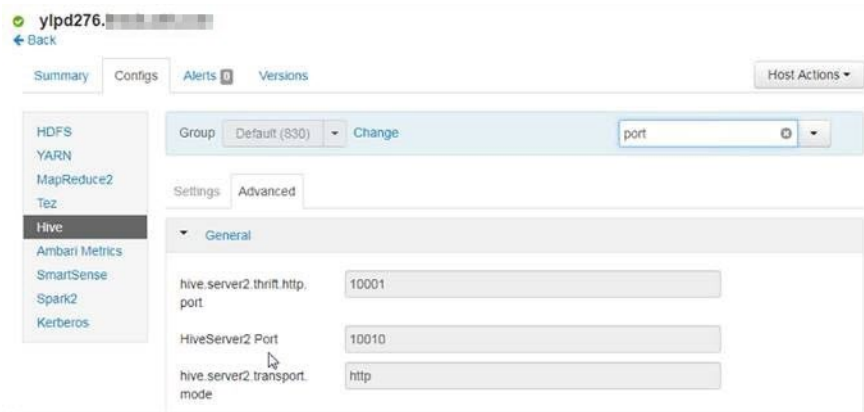 ylpd276.
Back
Summary Configs Alerts 0 Versions Host Actions
HDFS
YARN
MapReduce2
Tez
Hive
Ambari Metrics
SmartSense
Spark2
Kerberos
Group Default (830) Change port
Settings Advanced
General
hive.server2.thrift.http.
port
10001
HiveServer2 Port 10010
hive.server2.transport.
mode
http